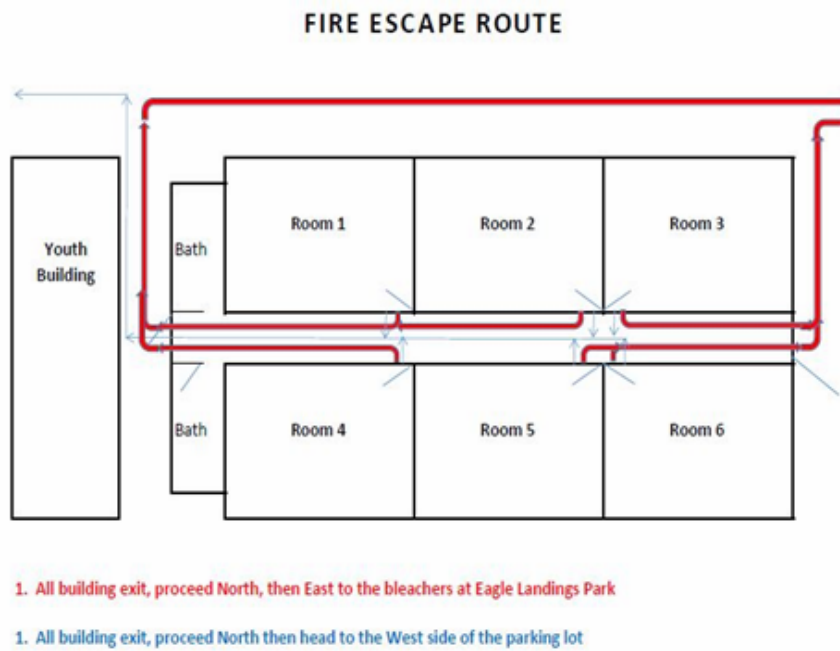 FIRE ESCAPE ROUTE
Room 1
Room 2
Room 3
Youth
Building
Bath
Bath
Room 4
Room 5
Room 6
1. All building exit, proceed North, then East to the bleachers at Eagle Landings Park
1. All building exit, proceed North then head to the West side of the parking lot